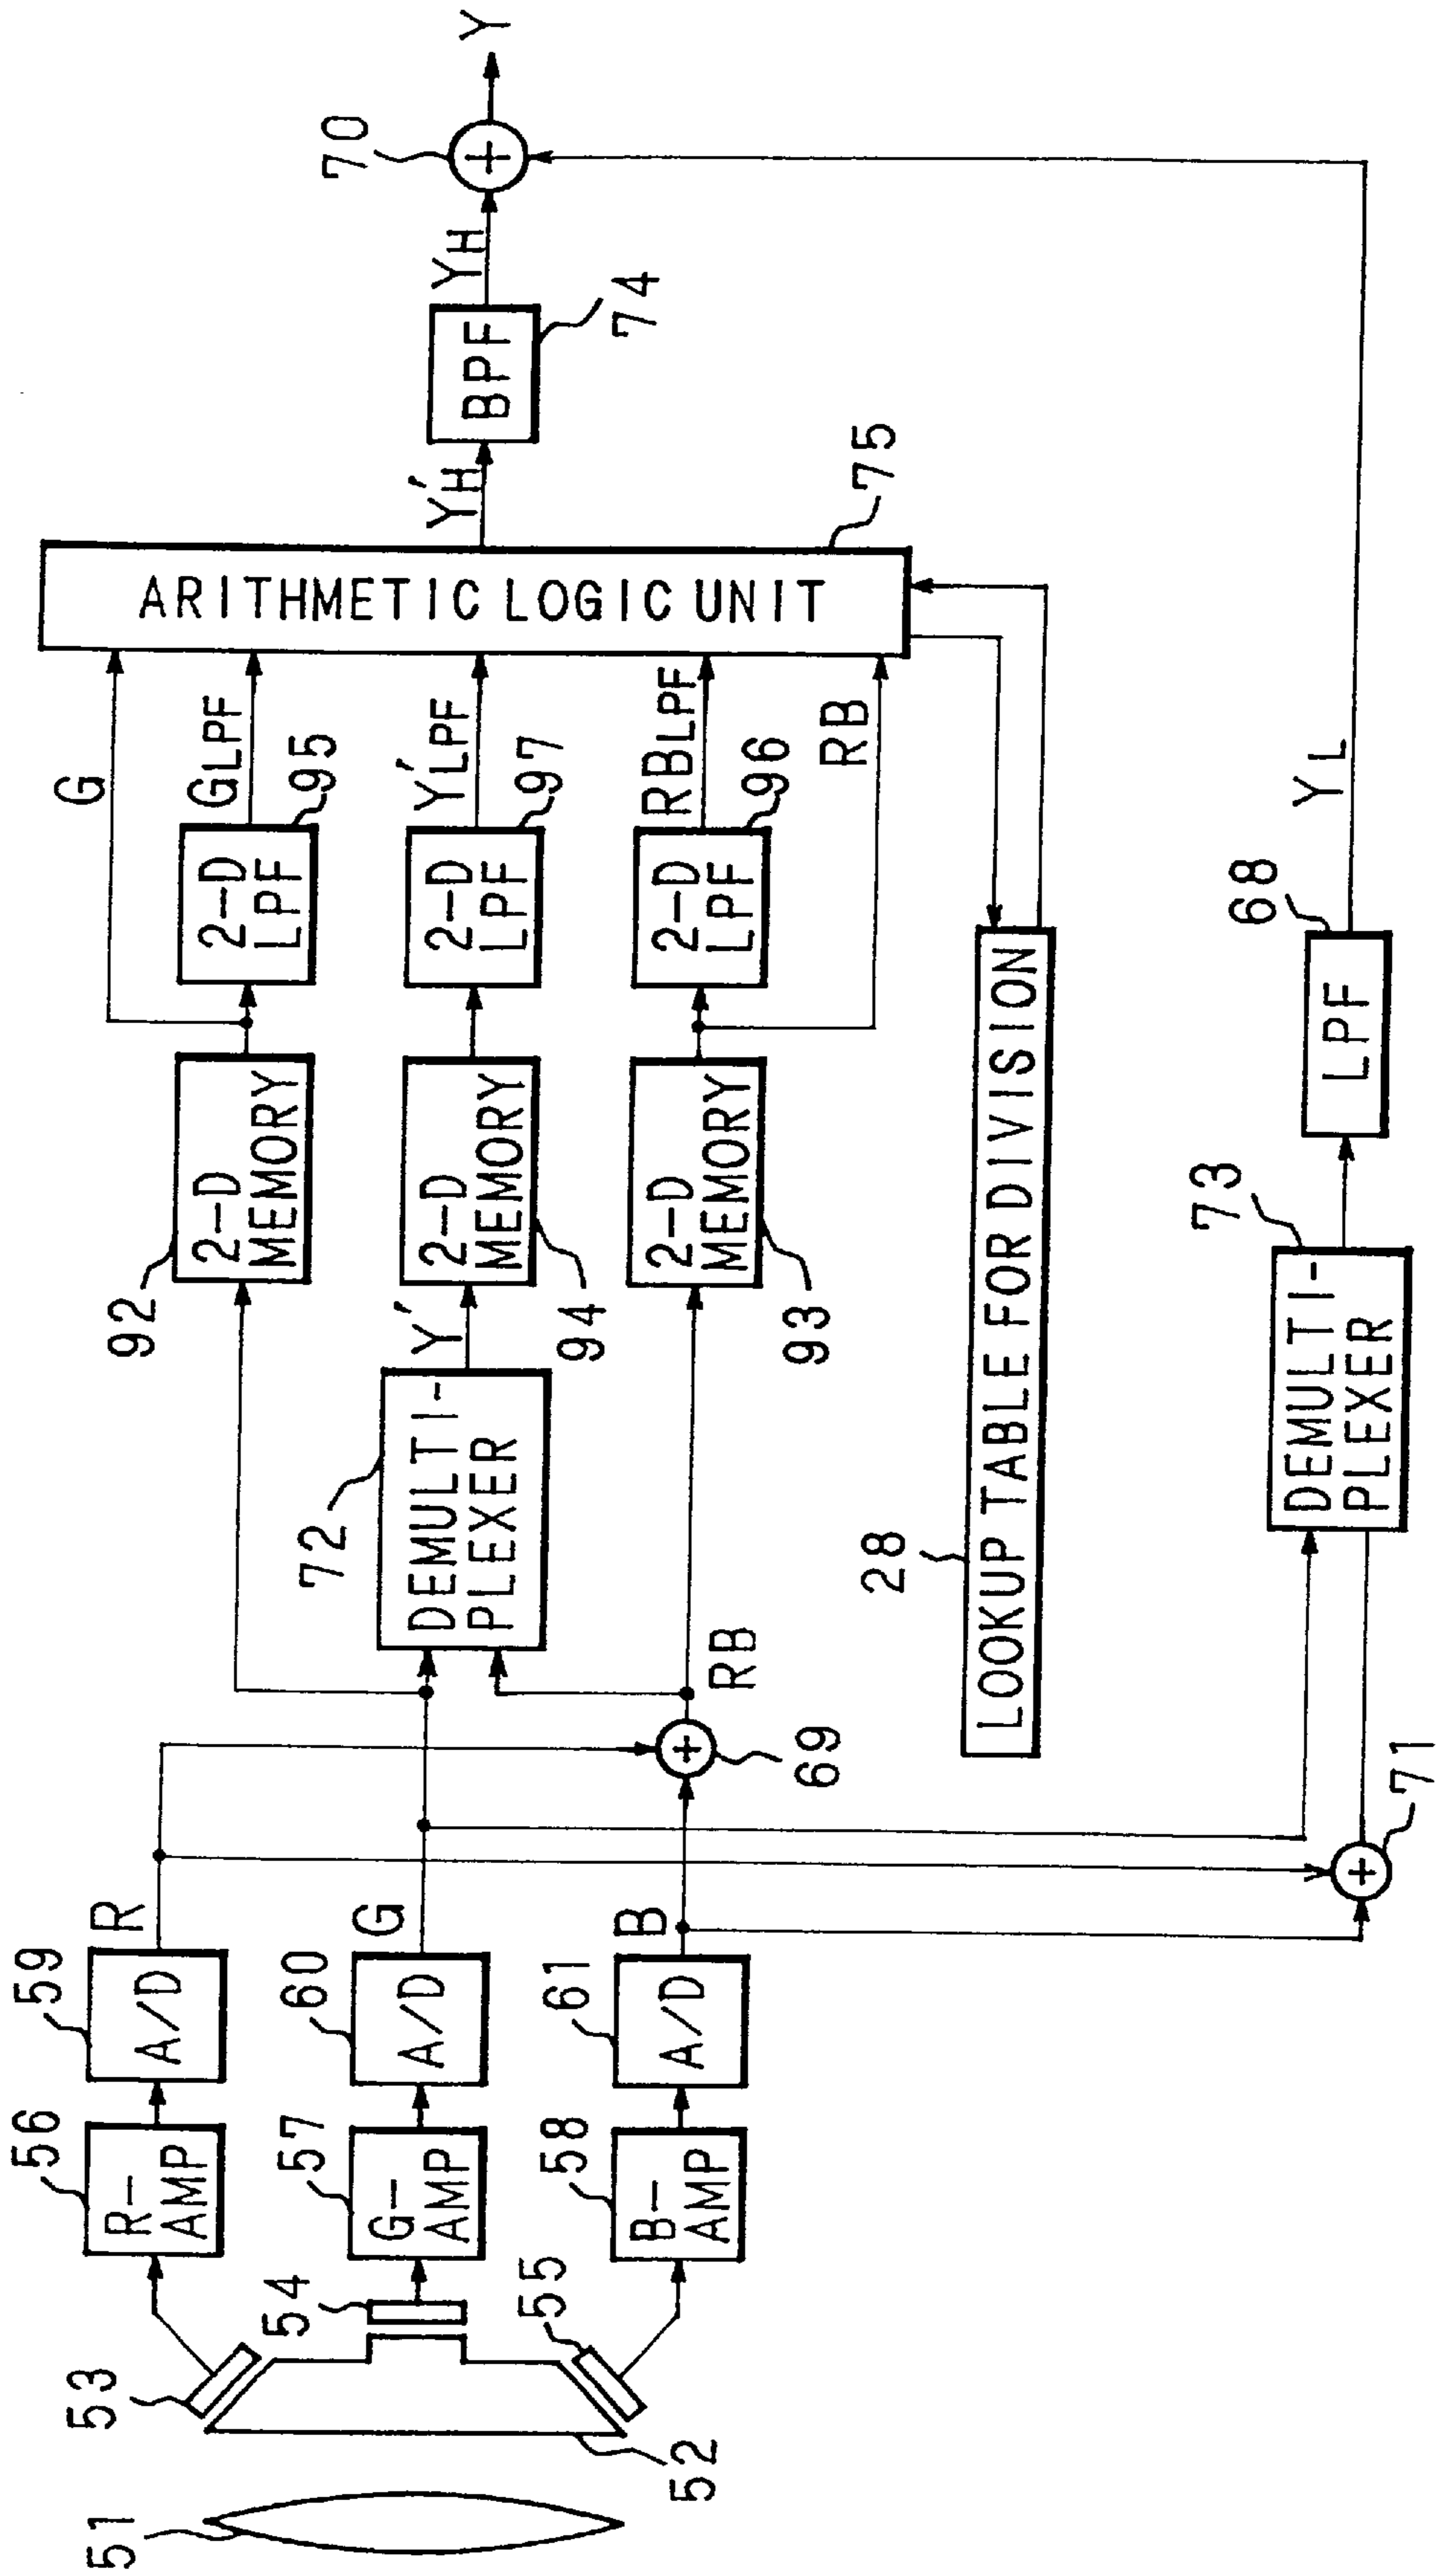 51
52
53
54
55
56
R-
AMP
57
G-
AMP
58
B-
AMP
59
A/D
R
60
A/D
G
61
A/D
B
69
RB
71
72
DEMULTI-
PLEXER
Y'
92
2-D
MEMORY
94
2-D
MEMORY
93
2-D
MEMORY
G
2-D
LPF
95
GLPF
2-D
LPF
97
Y'LPF
2-D
LPF
96
RBLPF
RB
ARITHMETIC LOGIC UNIT
75
Y'H
BPF
74
YH
70
Y
28
LOOKUP TABLE FOR DIVISION
73
DEMULTI-
PLEXER
68
LPF
YL